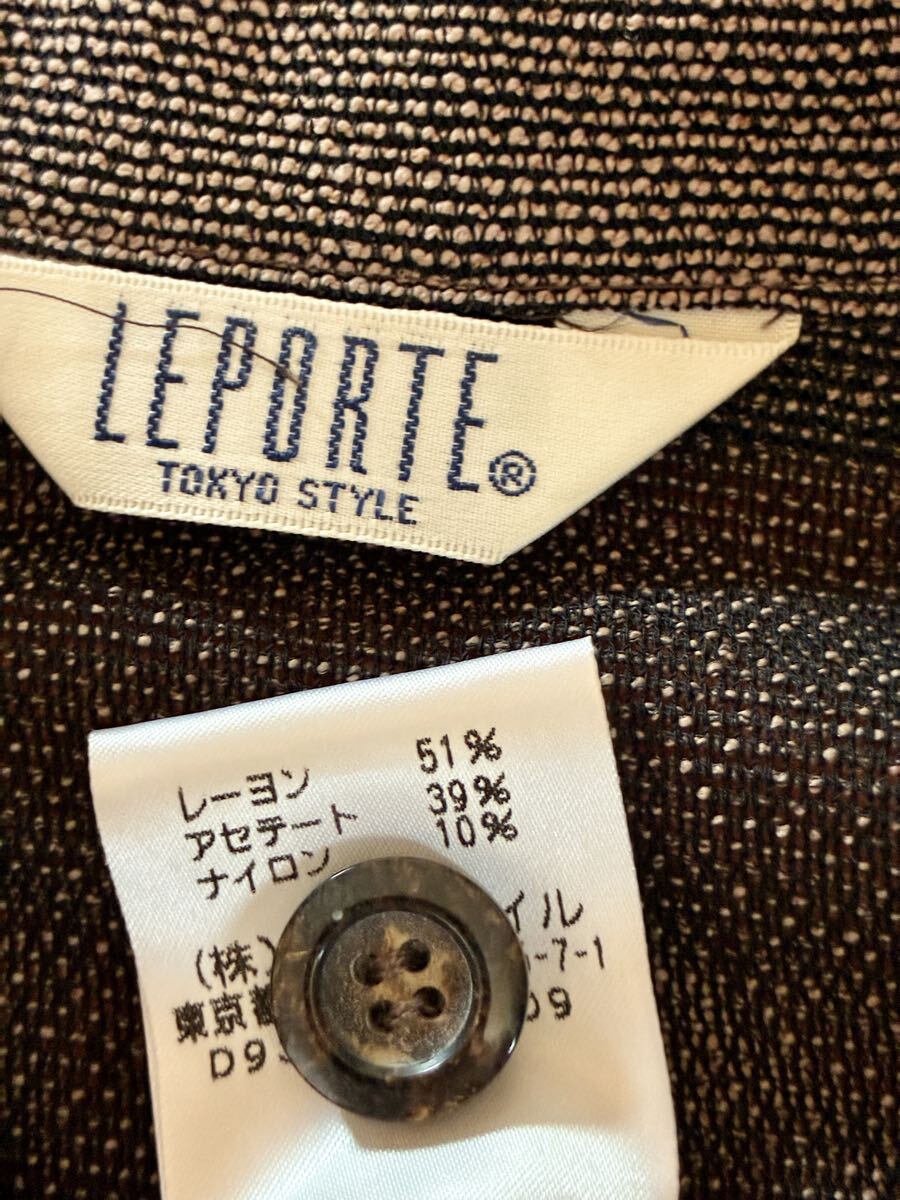 LEPORTE®
TOKYO STYLE
レーヨン 51%
アセテート 39%
ナイロン 10%
(株) イル
東京都 -7-1
D9 09